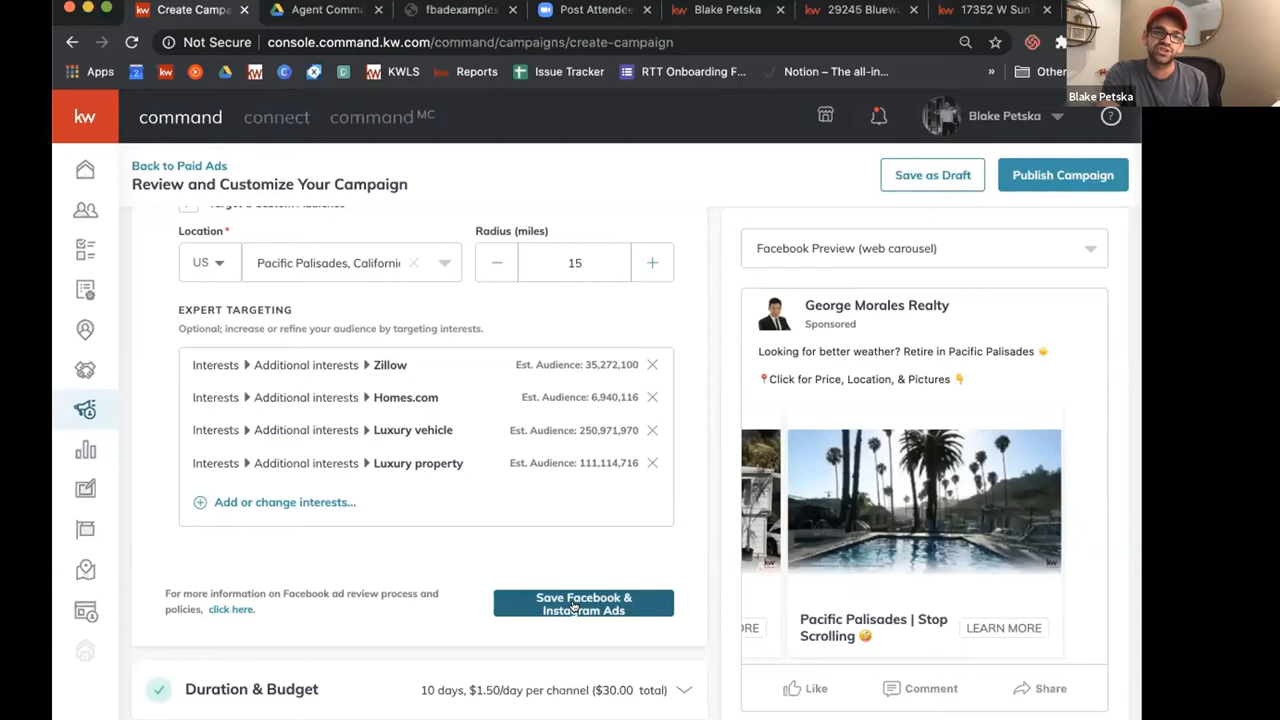 Create Campa
Agent Comma
fbadexamples
Post Attendee
Blake Petska
29245 Bluewa
17352 W Sun
Not Secure
console.command.kw.com/command/campaigns/create-campaign
Apps
KWLS
Reports
Issue Tracker
RTT Onboarding F...
Notion – The all-in...
»
Other
Blake Petska
kw
command
connect
command MC
Blake Petska
Back to Paid Ads
Review and Customize Your Campaign
Save as Draft
Publish Campaign
Target a Custom Audience
Location*
Radius (miles)
US
Pacific Palisades, Californi
15
EXPERT TARGETING
Optional; increase or refine your audience by targeting interests.
Interests Additional interests Zillow Est. Audience: 35,272,100
Interests Additional interests Homes.com Est. Audience: 6,940,116
Interests Additional interests Luxury vehicle Est. Audience: 250,971,970
Interests Additional interests Luxury property Est. Audience: 111,114,716
Add or change interests...
For more information on Facebook ad review process and
policies, click here.
Save Facebook &
Instagram Ads
Duration & Budget
10 days, $1.50/day per channel ($30.00 total)
Facebook Preview (web carousel)
George Morales Realty
Sponsored
Looking for better weather? Retire in Pacific Palisades ☀️
📍Click for Price, Location, & Pictures 👇
kw
kw
ORE
Pacific Palisades | Stop
Scrolling 🤪
LEARN MORE
Like
Comment
Share